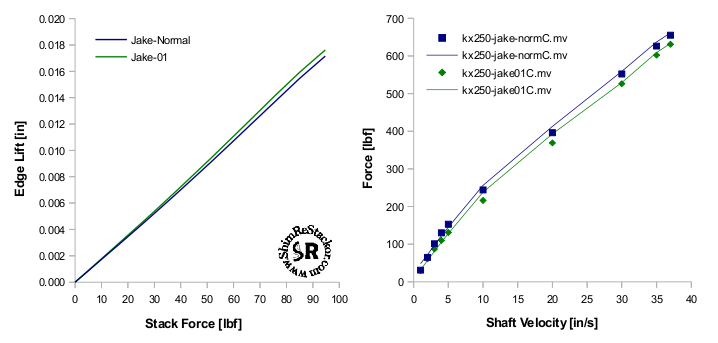 0.020
0.018
0.016
0.014
0.012
0.010
0.008
0.006
0.004
0.002
0.000
Edge Lift [in]
Jake-Normal
Jake-01
www.ShimReStackor.com
SR
0 10 20 30 40 50 60 70 80 90 100
Stack Force [lbf]
700
600
500
400
300
200
100
0
Force [lbf]
kx250-jake-normC.mv
kx250-jake-normC.mv
kx250-jake01C.mv
kx250-jake01C.mv
0 5 10 15 20 25 30 35 40
Shaft Velocity [in/s]